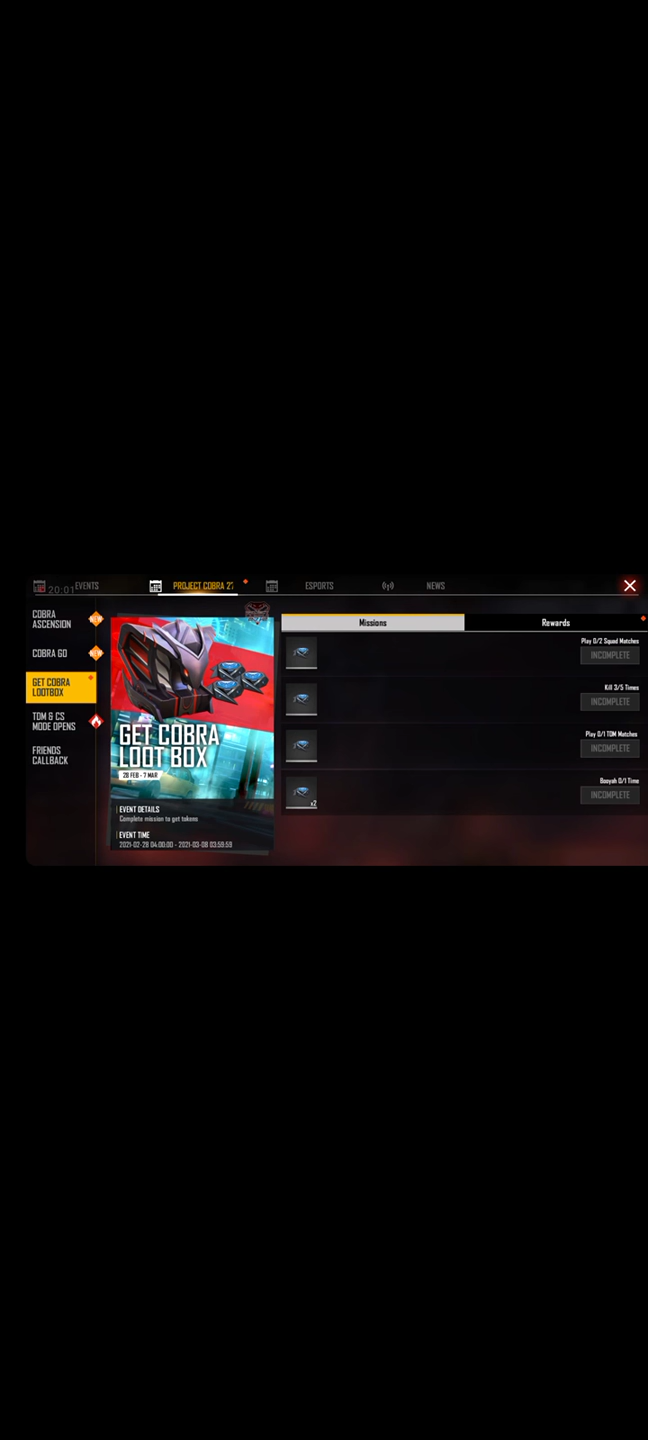 20:01
EVENTS
PROJECT COBRA 27
ESPORTS
NEWS
COBRA
ASCENSION
NEW
COBRA GO
NEW
GET COBRA
LOOTBOX
TDM & CS
MODE OPENS
FRIENDS
CALLBACK
GET COBRA
LOOT BOX
28 FEB - 7 MAR
EVENT DETAILS
Complete mission to get tokens
EVENT TIME
2021-02-28 04:00:00 - 2021-03-08 03:59:59
Missions
Rewards
Play 0/2 Squad Matches
INCOMPLETE
Kill 3/5 Times
INCOMPLETE
Play 0/1 TDM Matches
INCOMPLETE
Booyah 0/1 Time
x2
INCOMPLETE